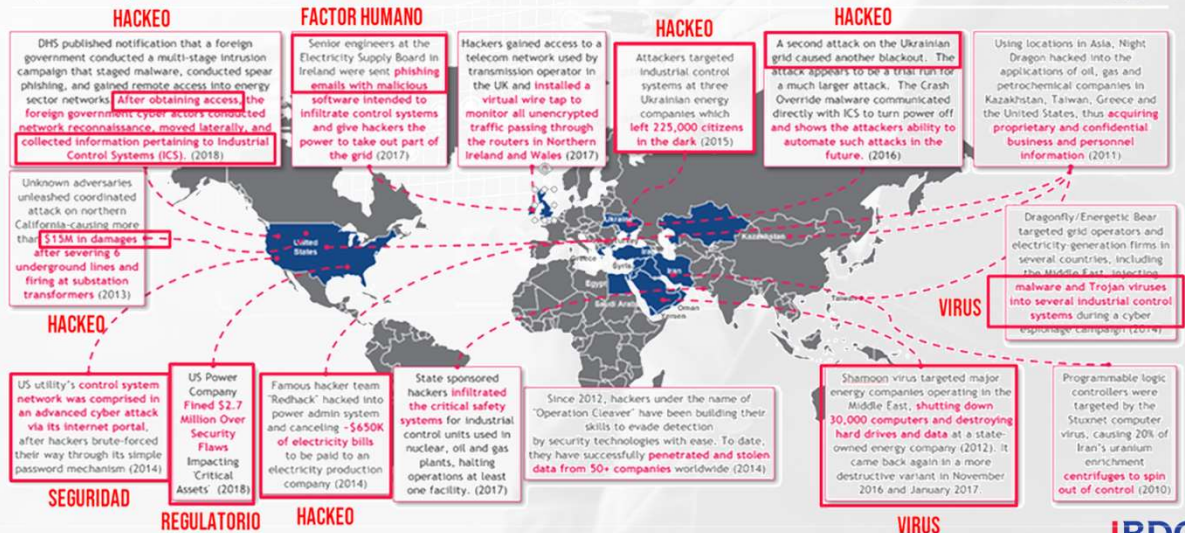 HACKEO
DHS published notification that a foreign
government conducted a multi-stage intrusion
campaign that staged malware, conducted spear
phishing, and gained remote access into energy
sector networks. After obtaining access, the
foreign government cyber actors conducted
network reconnaissance, moved laterally, and
collected information pertaining to Industrial
Control Systems (ICS). (2018)
FACTOR HUMANO
Senior engineers at the
Electricity Supply Board in
Ireland were sent phishing
emails with malicious
software intended to
infiltrate control systems
and give hackers the
power to take out part of
the grid (2017)
Hackers gained access to a
telecom network used by
transmission operator in
the UK and installed a
virtual wire tap to
monitor all unencrypted
traffic passing through
the routers in Northern
Ireland and Wales (2017)
HACKEO
Attackers targeted
industrial control
systems at three
Ukrainian energy
companies which
left 225,000 citizens
in the dark (2015)
HACKEO
A second attack on the Ukrainian
grid caused another blackout. The
attack appears to be a trial run for
a much larger attack. The Crash
Override malware communicated
directly with ICS to turn power off
and shows the attackers ability to
automate such attacks in the
future. (2016)
Using locations in Asia, Night
Dragon hacked into the
applications of oil, gas and
petrochemical companies in
Kazakhstan, Taiwan, Greece and
the United States, thus acquiring
proprietary and confidential
business and personnel
information (2011)
Unknown adversaries
unleashed coordinated
attack on northern
California-causing more
than $15M in damages
after severing 6
underground lines and
firing at substation
transformers (2013)
HACKEO
United
States
Ukraine
Kazakhstan
Turkey
Greece
Syria
Iraq
Iran
Egypt
Saudi Arabia
Oman
Yemen
Taiwan
Dragonfly/Energetic Bear
targeted grid operators and
electricity-generation firms in
several countries, including
the Middle East, injecting
malware and Trojan viruses
into several industrial control
systems during a cyber
espionage campaign (2014)
VIRUS
US utility's control system
network was comprised in
an advanced cyber attack
via its internet portal,
after hackers brute-forced
their way through its simple
password mechanism (2014)
SEGURIDAD
US Power
Company
Fined $2.7
Million Over
Security
Flaws
Impacting
'Critical
Assets' (2018)
REGULATORIO
Famous hacker team
"Redhack" hacked into
power admin system
and canceling ~$650K
of electricity bills
to be paid to an
electricity production
company (2014)
HACKEO
State sponsored
hackers infiltrated
the critical safety
systems for industrial
control units used in
nuclear, oil and gas
plants, halting
operations at least
one facility. (2017)
Since 2012, hackers under the name of
"Operation Cleaver" have been building their
skills to evade detection
by security technologies with ease. To date,
they have successfully penetrated and stolen
data from 50+ companies worldwide (2014)
Shamoon virus targeted major
energy companies operating in the
Middle East, shutting down
30,000 computers and destroying
hard drives and data at a state-
owned energy company (2012). It
came back again in a more
destructive variant in November
2016 and January 2017.
VIRUS
Programmable logic
controllers were
targeted by the
Stuxnet computer
virus, causing 20% of
Iran's uranium
enrichment
centrifuges to spin
out of control (2010)